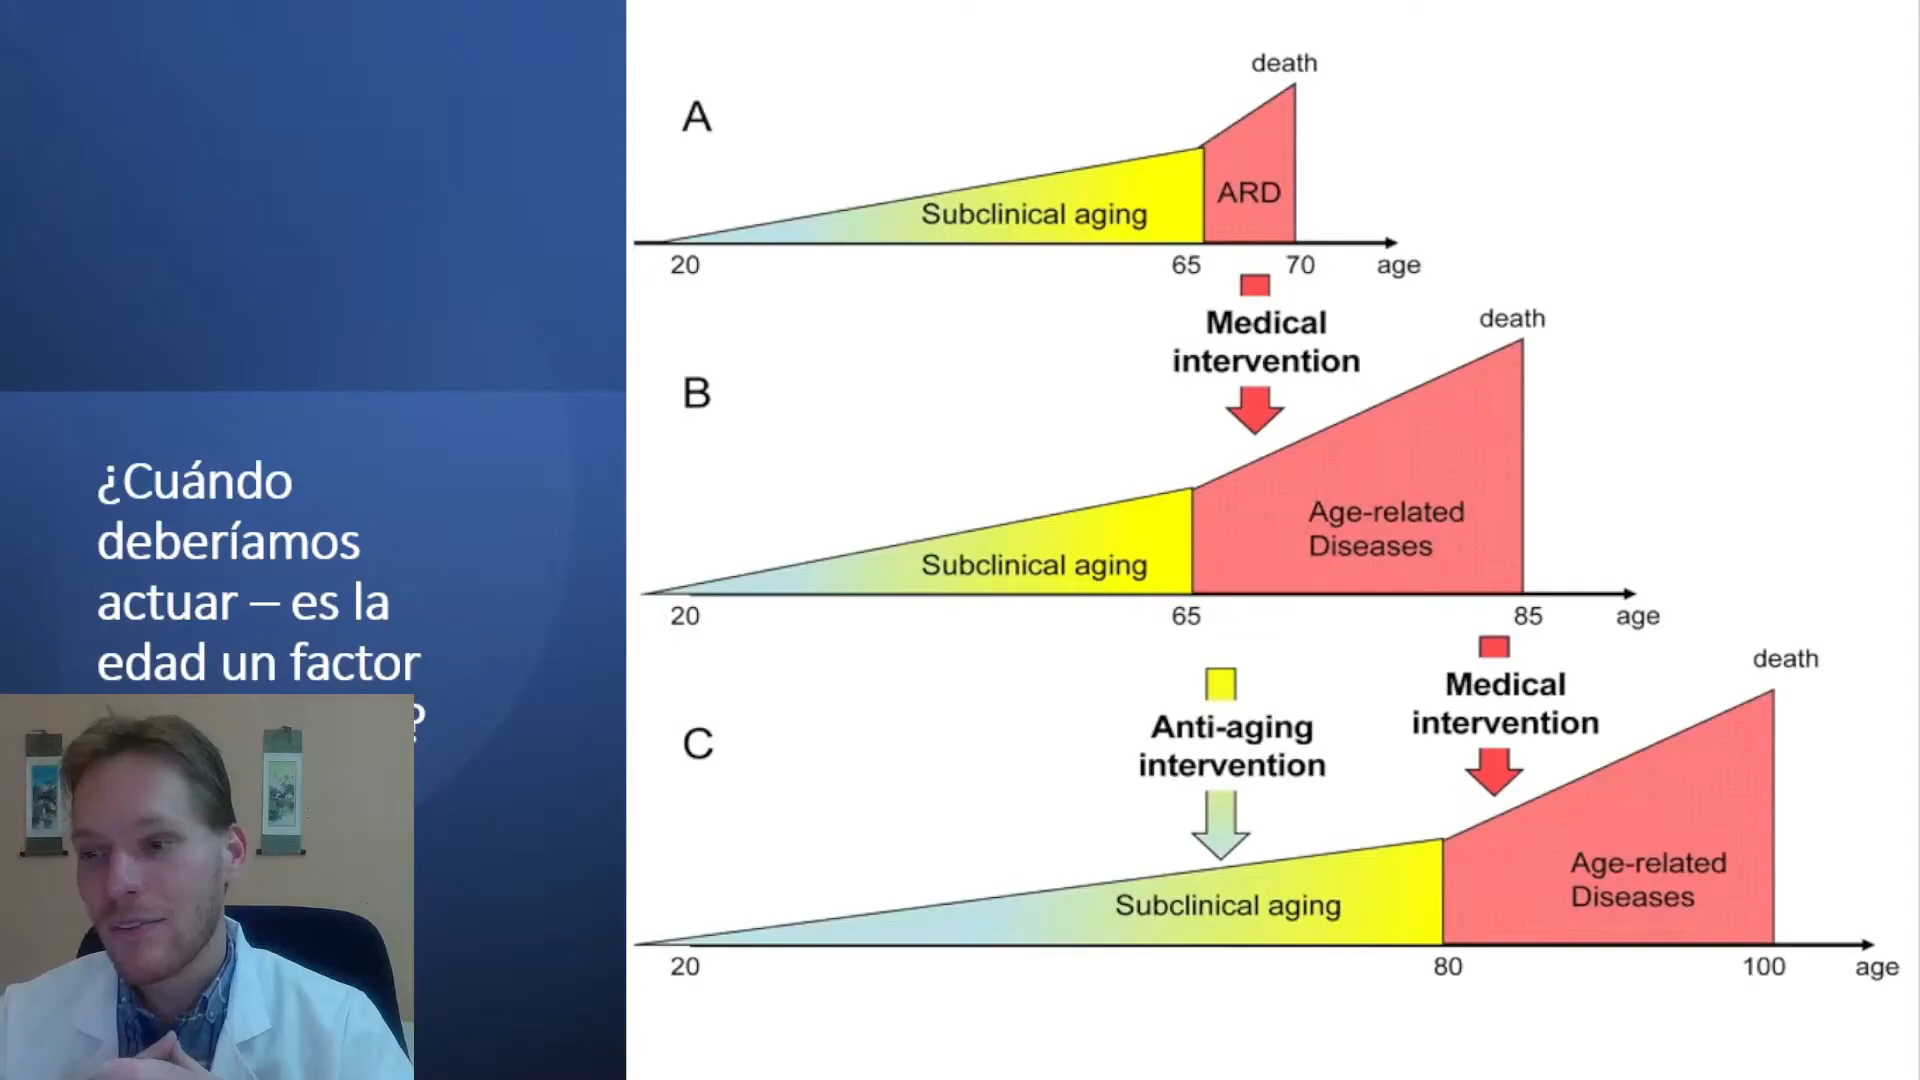 ¿Cuándo
deberíamos
actuar – es la
edad un factor
?
death
A
ARD
Subclinical aging
20 65 70 age
Medical
intervention
death
B
Age-related
Diseases
Subclinical aging
20 65 85 age
Medical
intervention
death
Anti-aging
intervention
C
Age-related
Diseases
Subclinical aging
20 80 100 age